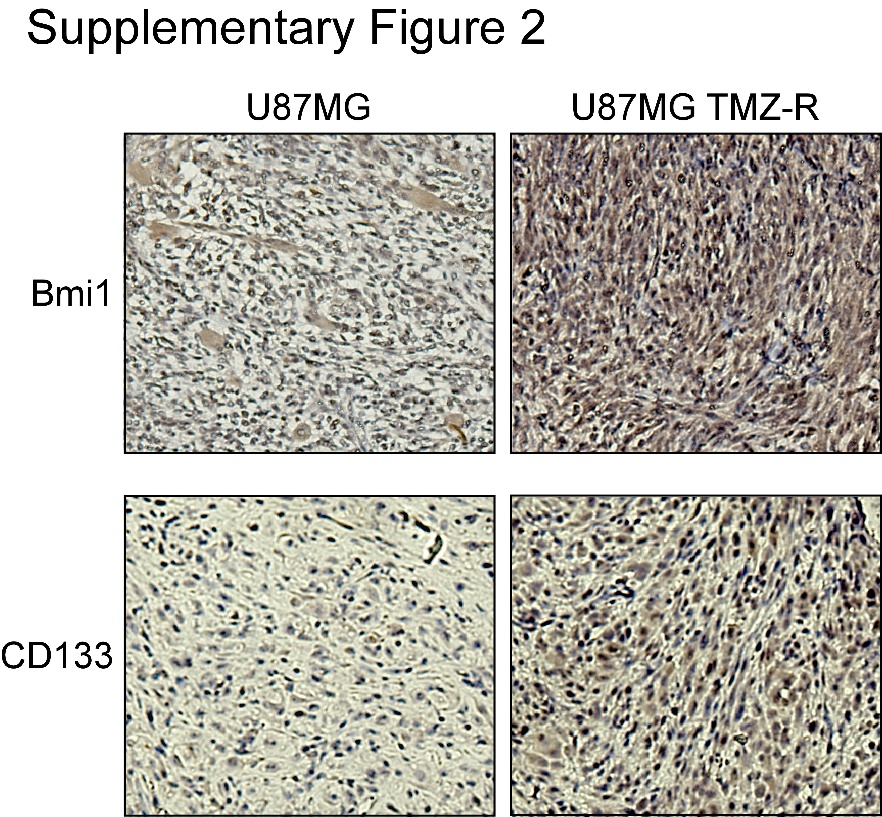 Supplementary Figure 2
U87MG
U87MG TMZ-R
Bmi1
CD133